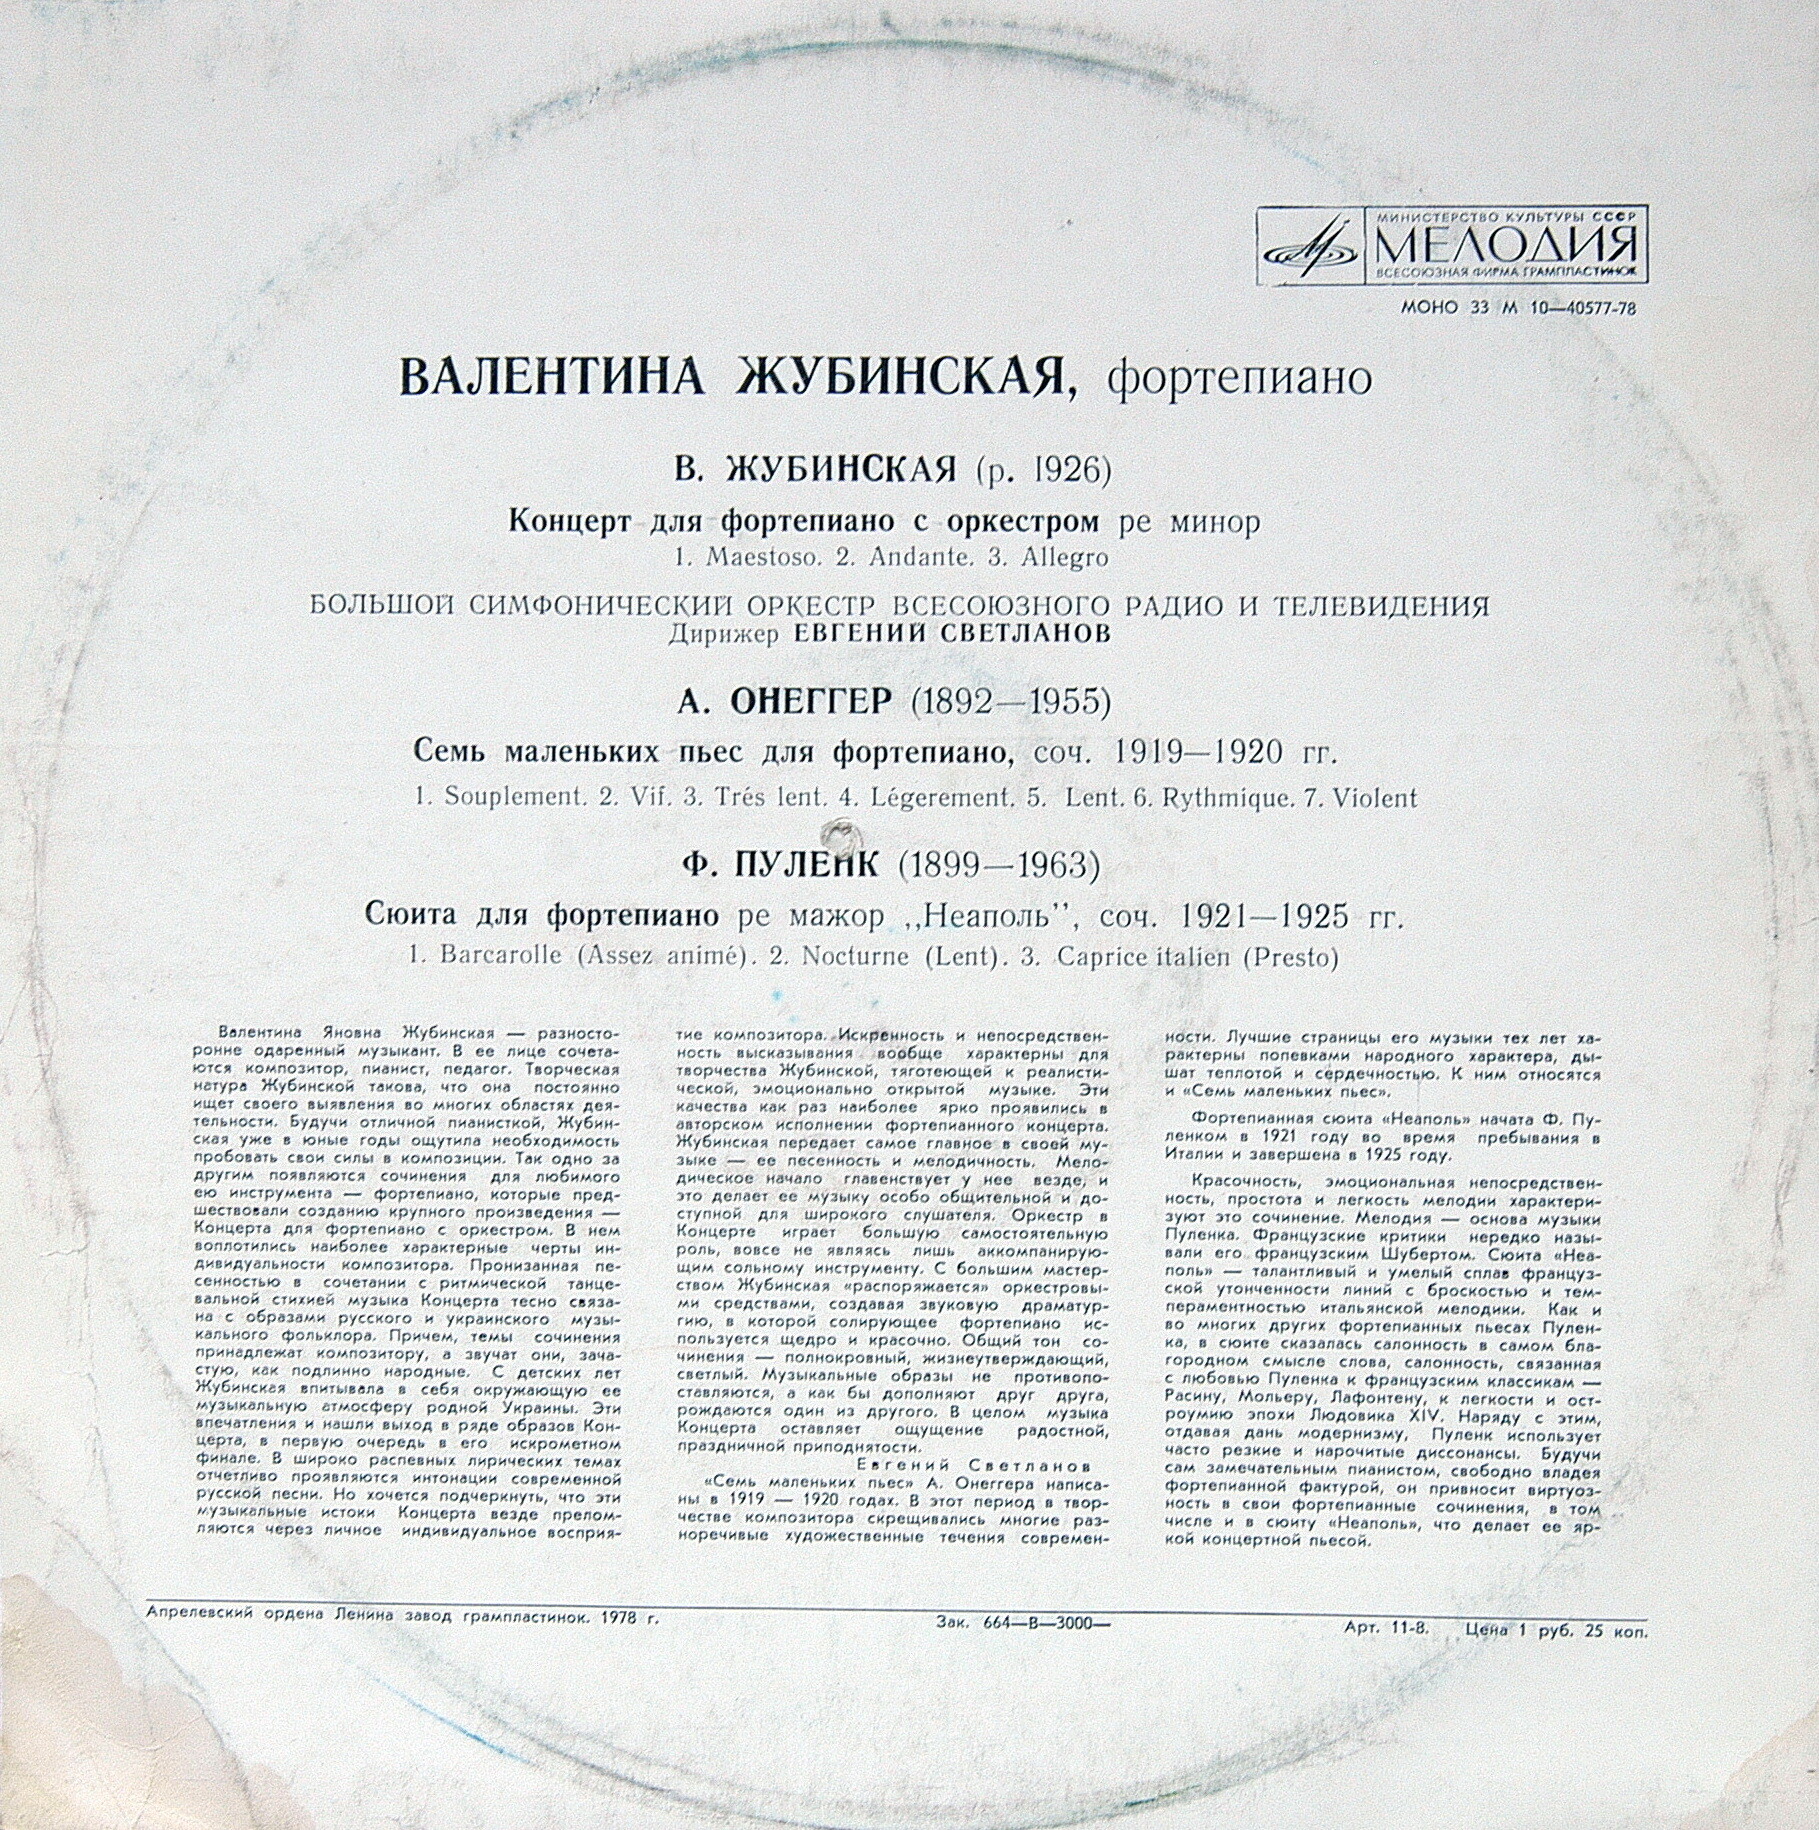 МИНИСТЕРСТВО КУЛЬТУРЫ СССР
МЕЛОДИЯ
ВСЕСОЮЗНАЯ ФИРМА ГРАМПЛАСТИНОК
МОНО 33 М 10—40577-78
ВАЛЕНТИНА ЖУБИНСКАЯ, фортепиано
В. ЖУБИНСКАЯ (р. 1926)
Концерт для фортепиано с оркестром ре минор
1. Maestoso. 2. Andante. 3. Allegro
БОЛЬШОЙ СИМФОНИЧЕСКИЙ ОРКЕСТР ВСЕСОЮЗНОГО РАДИО И ТЕЛЕВИДЕНИЯ
Дирижер ЕВГЕНИЙ СВЕТЛАНОВ
А. ОНЕГГЕР (1892—1955)
Семь маленьких пьес для фортепиано, соч. 1919—1920 гг.
1. Souplement. 2. Vif. 3. Trés lent. 4. Légerement. 5. Lent. 6. Rythmique. 7. Violent
Ф. ПУЛЕНК (1899—1963)
Сюита для фортепиано ре мажор ,,Неаполь”, соч. 1921—1925 гг.
1. Barcarolle (Assez animé). 2. Nocturne (Lent). 3. Caprice italien (Presto)
Валентина Яновна Жубинская — разносто-
ронне одаренный музыкант. В ее лице сочета-
ются композитор, пианист, педагог. Творческая
натура Жубинской такова, что она постоянно
ищет своего выявления во многих областях дея-
тельности. Будучи отличной пианисткой, Жубин-
ская уже в юные годы ощутила необходимость
пробовать свои силы в композиции. Так одно за
другим появляются сочинения для любимого
ею инструмента — фортепиано, которые пред-
шествовали созданию крупного произведения —
Концерта для фортепиано с оркестром. В нем
воплотились наиболее характерные черты ин-
дивидуальности композитора. Пронизанная пе-
сенностью в сочетании с ритмической танце-
вальной стихией музыка Концерта тесно связа-
на с образами русского и украинского музы-
кального фольклора. Причем, темы сочинения
принадлежат композитору, а звучат они, зача-
стую, как подлинно народные. С детских лет
Жубинская впитывала в себя окружающую ее
музыкальную атмосферу родной Украины. Эти
впечатления и нашли выход в ряде образов Кон-
церта, в первую очередь в его искрометном
финале. В широко распевных лирических темах
отчетливо проявляются интонации современной
русской песни. Но хочется подчеркнуть, что эти
музыкальные истоки Концерта везде прелом-
ляются через личное индивидуальное восприя-
тие композитора. Искренность и непосредствен-
ность высказывания вообще характерны для
творчества Жубинской, тяготеющей к реалисти-
ческой, эмоционально открытой музыке. Эти
качества как раз наиболее ярко проявились в
авторском исполнении фортепианного концерта.
Жубинская передает самое главное в своей му-
зыке — ее песенность и мелодичность. Мело-
дическое начало главенствует у нее везде, и
это делает ее музыку особо общительной и до-
ступной для широкого слушателя. Оркестр в
Концерте играет большую самостоятельную
роль, вовсе не являясь лишь аккомпанирую-
щим сольному инструменту. С большим мастер-
ством Жубинская «распоряжается» оркестровы-
ми средствами, создавая звуковую драматур-
гию, в которой солирующее фортепиано ис-
пользуется щедро и красочно. Общий тон со-
чинения — полнокровный, жизнеутверждающий,
светлый. Музыкальные образы не противопо-
ставляются, а как бы дополняют друг друга,
рождаются один из другого. В целом музыка
Концерта оставляет ощущение радостной,
праздничной приподнятости.
Евгений Светланов
«Семь маленьких пьес» А. Онеггера написа-
ны в 1919 — 1920 годах. В этот период в твор-
честве композитора скрещивались многие раз-
норечивые художественные течения современ-
ности. Лучшие страницы его музыки тех лет ха-
рактерны попевками народного характера, ды-
шат теплотой и сердечностью. К ним относятся
и «Семь маленьких пьес».
Фортепианная сюита «Неаполь» начата Ф. Пу-
ленком в 1921 году во время пребывания в
Италии и завершена в 1925 году.
Красочность, эмоциональная непосредствен-
ность, простота и легкость мелодии характери-
зуют это сочинение. Мелодия — основа музыки
Пуленка. Французские критики нередко назы-
вали его французским Шубертом. Сюита «Неа-
поль» — талантливый и умелый сплав француз-
ской утонченности линий с броскостью и тем-
пераментностью итальянской мелодики. Как и
во многих других фортепианных пьесах Пулен-
ка, в сюите сказалась салонность в самом бла-
городном смысле слова, салонность, связанная
с любовью Пуленка к французским классикам —
Расину, Мольеру, Лафонтену, к легкости и ост-
роумию эпохи Людовика XIV. Наряду с этим,
отдавая дань модернизму, Пуленк использует
часто резкие и нарочитые диссонансы. Будучи
сам замечательным пианистом, свободно владея
фортепианной фактурой, он привносит виртуоз-
ность в свои фортепианные сочинения, в том
числе и в сюиту «Неаполь», что делает ее яр-
кой концертной пьесой.
Апрелевский ордена Ленина завод грампластинок. 1978 г.
Зак. 664—В—3000—
Арт. 11-8. Цена 1 руб. 25 коп.